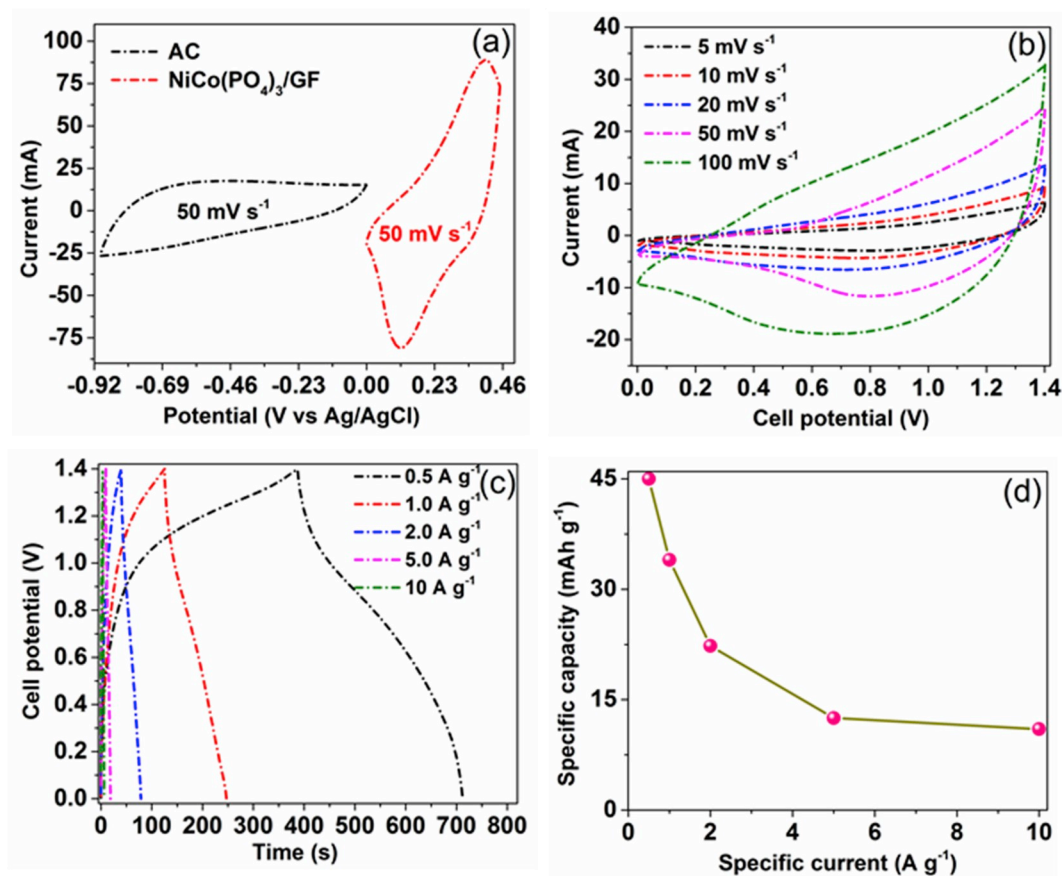 (a)
AC
NiCo(PO₄)₃/GF
50 mV s⁻¹
50 mV s⁻¹
Current (mA)
100
75
50
25
0
-25
-50
-75
-0.92 -0.69 -0.46 -0.23 0.00 0.23 0.46
Potential (V vs Ag/AgCl)
(b)
5 mV s⁻¹
10 mV s⁻¹
20 mV s⁻¹
50 mV s⁻¹
100 mV s⁻¹
Current (mA)
40
30
20
10
0
-10
-20
0.0 0.2 0.4 0.6 0.8 1.0 1.2 1.4
Cell potential (V)
(c)
0.5 A g⁻¹
1.0 A g⁻¹
2.0 A g⁻¹
5.0 A g⁻¹
10 A g⁻¹
Cell potential (V)
1.4
1.2
1.0
0.8
0.6
0.4
0.2
0.0
0 100 200 300 400 500 600 700 800
Time (s)
(d)
Specific capacity (mAh g⁻¹)
45
30
15
0
0 2 4 6 8 10
Specific current (A g⁻¹)